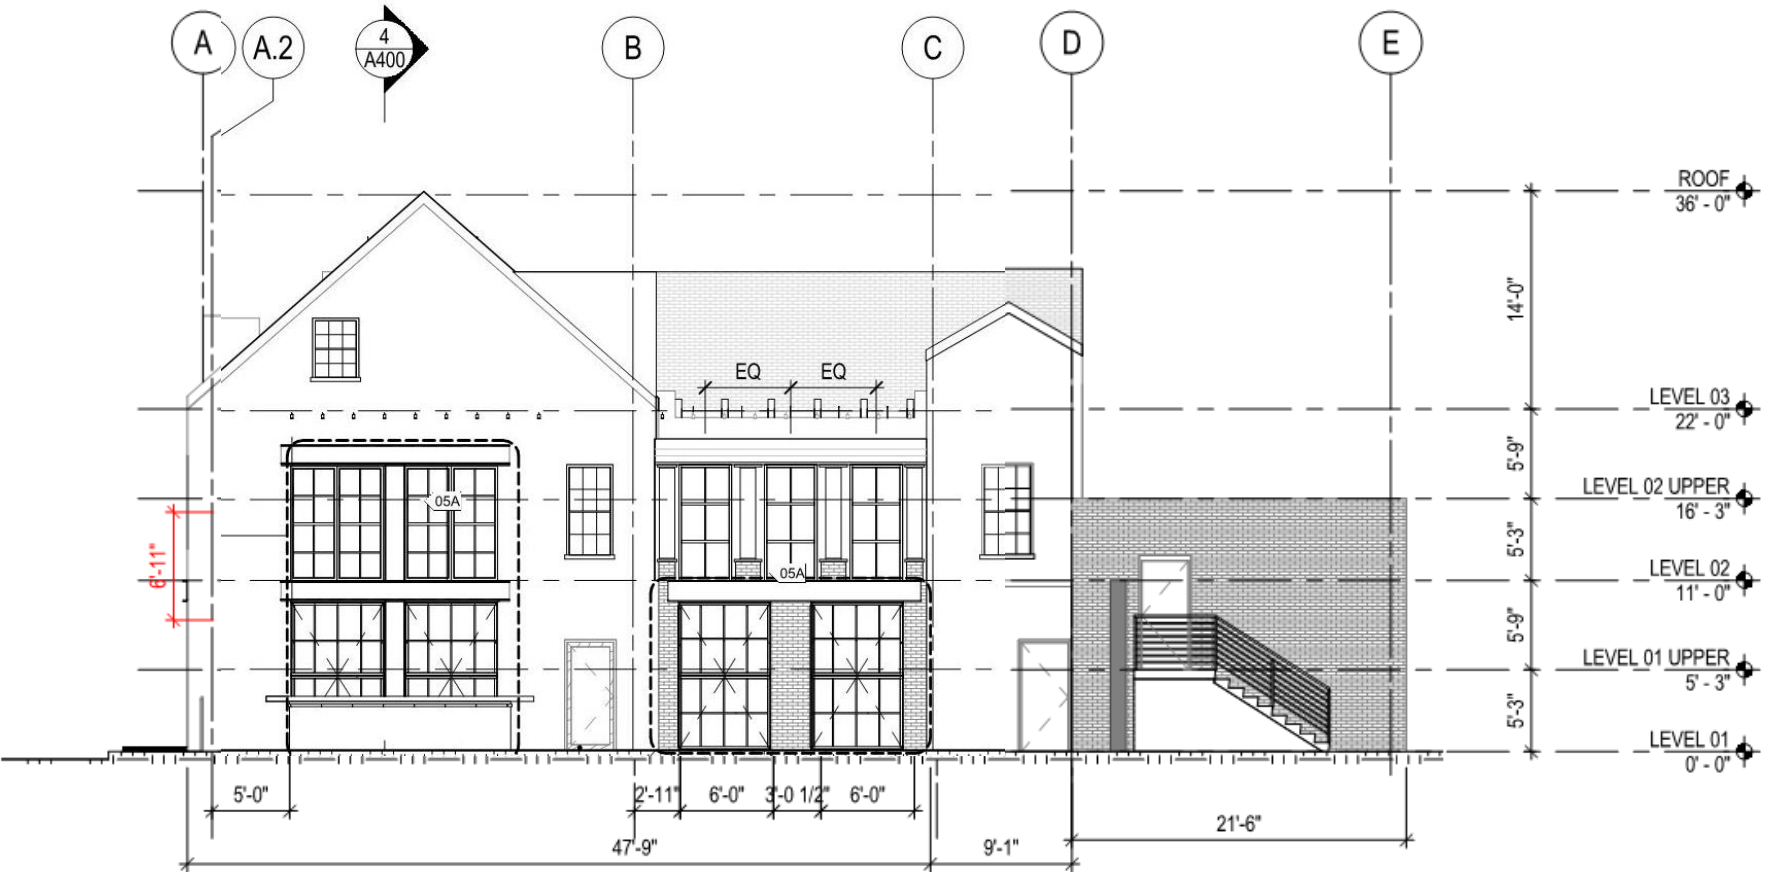 A
A.2
4
A400
B
C
D
E
ROOF
36' - 0"
14'-0"
EQ
EQ
LEVEL 03
22' - 0"
5'-9"
05A
LEVEL 02 UPPER
16' - 3"
5'-3"
6'-11"
05A
LEVEL 02
11' - 0"
5'-9"
LEVEL 01 UPPER
5' - 3"
5'-3"
LEVEL 01
0' - 0"
5'-0"
2'-11"
6'-0"
3'-0 1/2"
6'-0"
21'-6"
47'-9"
9'-1"